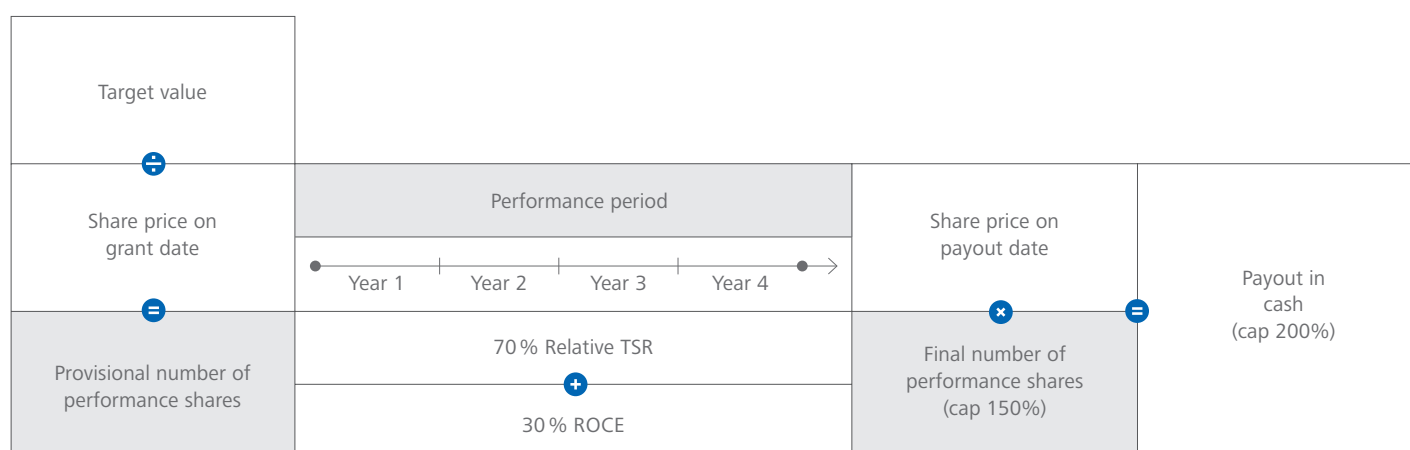 Target value
÷
Share price on
grant date
=
Provisional number of
performance shares
Performance period
Year 1 Year 2 Year 3 Year 4
70 % Relative TSR
+
30 % ROCE
Share price on
payout date
×
Final number of
performance shares
(cap 150%)
=
Payout in
cash
(cap 200%)